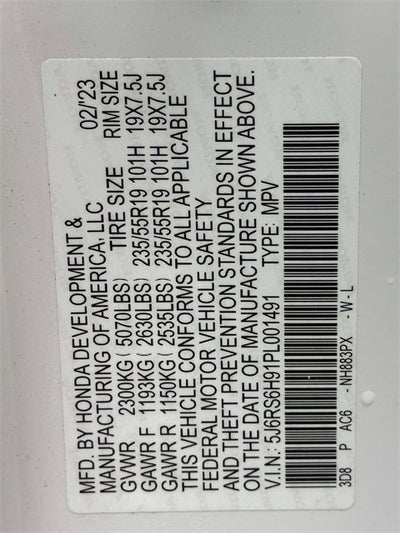 MFD. BY HONDA DEVELOPMENT & 02/'23
MANUFACTURING OF AMERICA, LLC
GVWR 2300KG (5070LBS) TIRE SIZE RIM SIZE
GAWR F 1193KG (2630LBS) 235/55R19 101H 19X7.5J
GAWR R 1150KG (2535LBS) 235/55R19 101H 19X7.5J
THIS VEHICLE CONFORMS TO ALL APPLICABLE
FEDERAL MOTOR VEHICLE SAFETY
AND THEFT PREVENTION STANDARDS IN EFFECT
ON THE DATE OF MANUFACTURE SHOWN ABOVE.
V.I.N.: 5J6RS6H91PL001491 TYPE: MPV
3D8 P AC6 - NH883PX - W - L